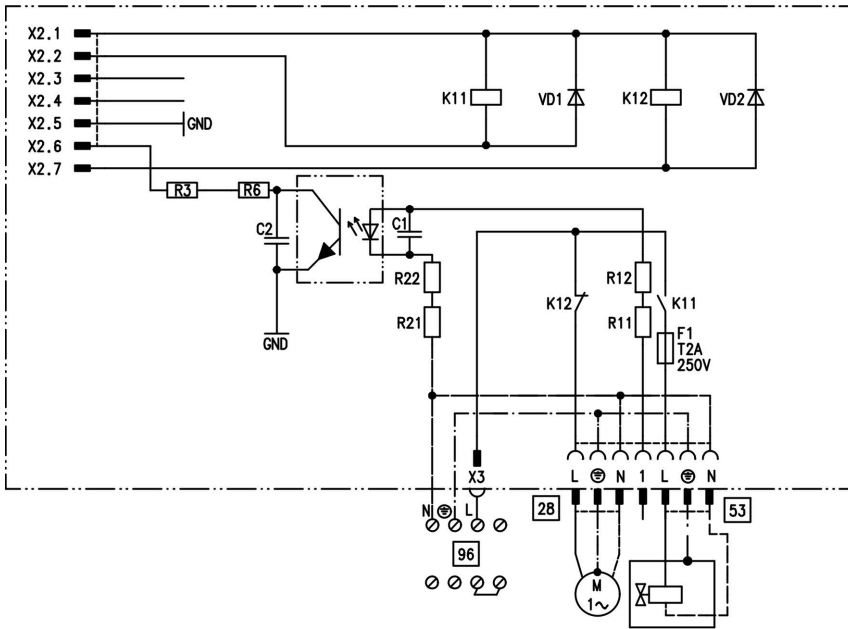 X2.1
X2.2
X2.3
X2.4
X2.5
GND
X2.6
X2.7
K11
VD1
K12
VD2
R3
R6
C2
C1
R22
R21
GND
K12
R12
R11
K11
F1
T2A
250V
X3
L
N
1
L
N
N
L
28
53
96
M
1~